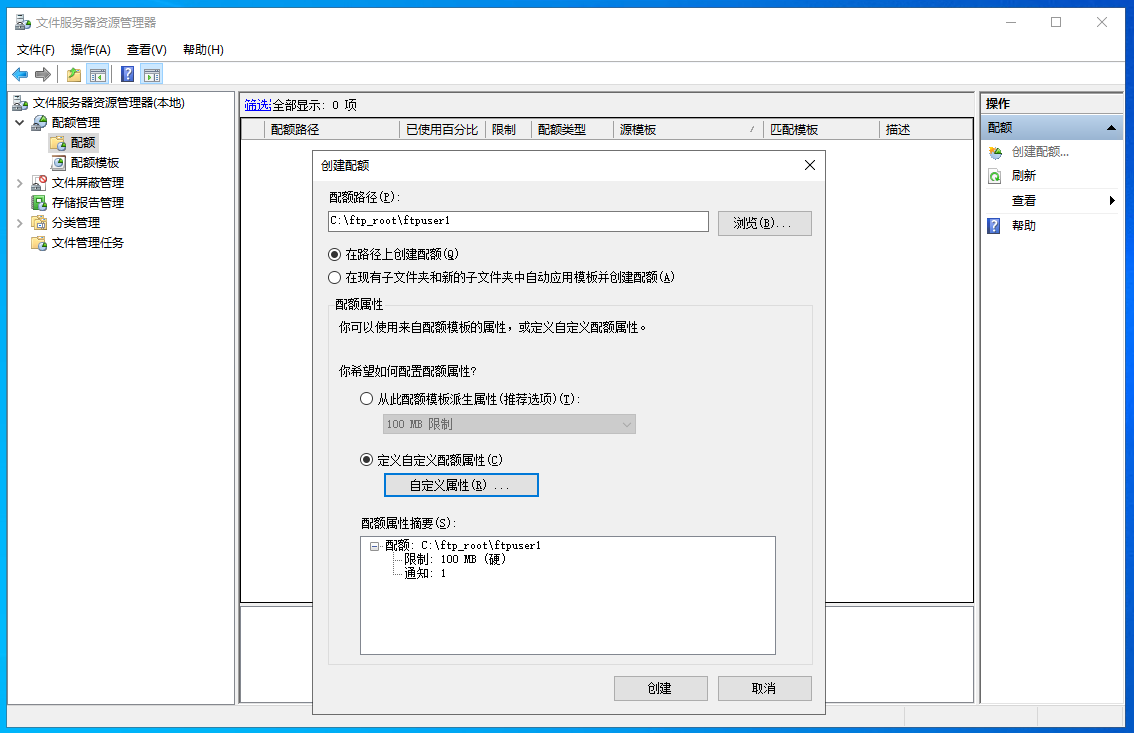 文件服务器资源管理器
文件(F) 操作(A) 查看(V) 帮助(H)
文件服务器资源管理器(本地)
配额管理
配额
配额模板
文件屏蔽管理
存储报告管理
分类管理
文件管理任务
筛选:全部显示: 0 项
配额路径 已使用百分比 限制 配额类型 源模板 匹配模板 描述
创建配额
配额路径(P):
C:\ftp_root\ftpuser1
浏览(B)...
在路径上创建配额(Q)
在现有子文件夹和新的子文件夹中自动应用模板并创建配额(A)
配额属性
你可以使用来自配额模板的属性，或定义自定义配额属性。
你希望如何配置配额属性?
从此配额模板派生属性(推荐选项)(T):
100 MB 限制
定义自定义配额属性(C)
自定义属性(R) ...
配额属性摘要(S):
配额: C:\ftp_root\ftpuser1
限制: 100 MB (硬)
通知: 1
创建 取消
操作
配额
创建配额...
刷新
查看
帮助